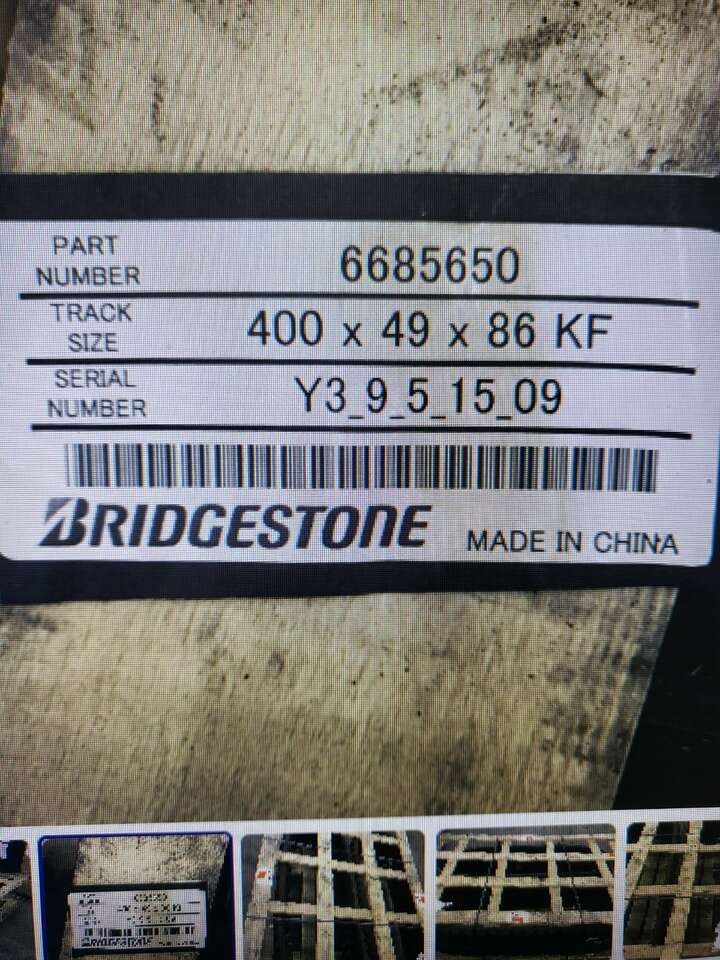 PART NUMBER 6685650
TRACK SIZE 400 x 49 x 86 KF
SERIAL NUMBER Y3_9_5_15_09
BRIDGESTONE MADE IN CHINA